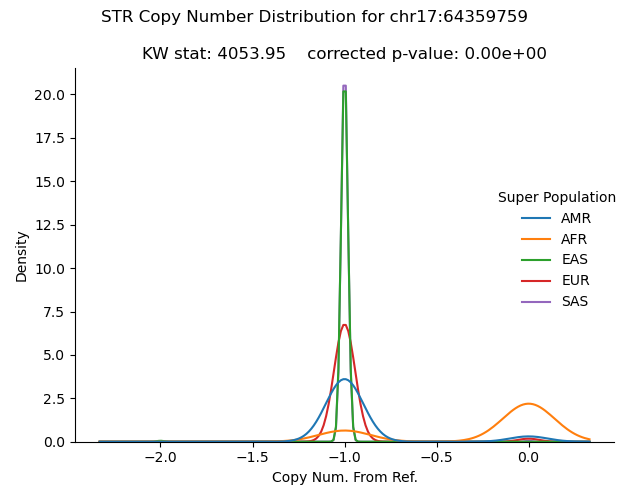 STR Copy Number Distribution for chr17:64359759
KW stat: 4053.95    corrected p-value: 0.00e+00
20.0
17.5
15.0
12.5
10.0
7.5
5.0
2.5
0.0
Density
Super Population
AMR
AFR
EAS
EUR
SAS
−2.0
−1.5
−1.0
−0.5
0.0
Copy Num. From Ref.